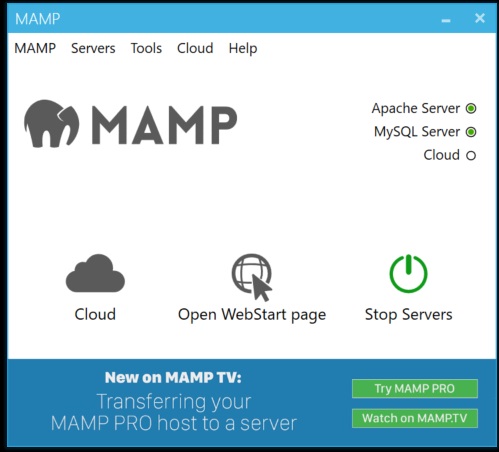 MAMP
MAMP Servers Tools Cloud Help
MAMP
Apache Server
MySQL Server
Cloud
Cloud Open WebStart page Stop Servers
New on MAMP TV:
Transferring your
MAMP PRO host to a server
Try MAMP PRO
Watch on MAMP.TV